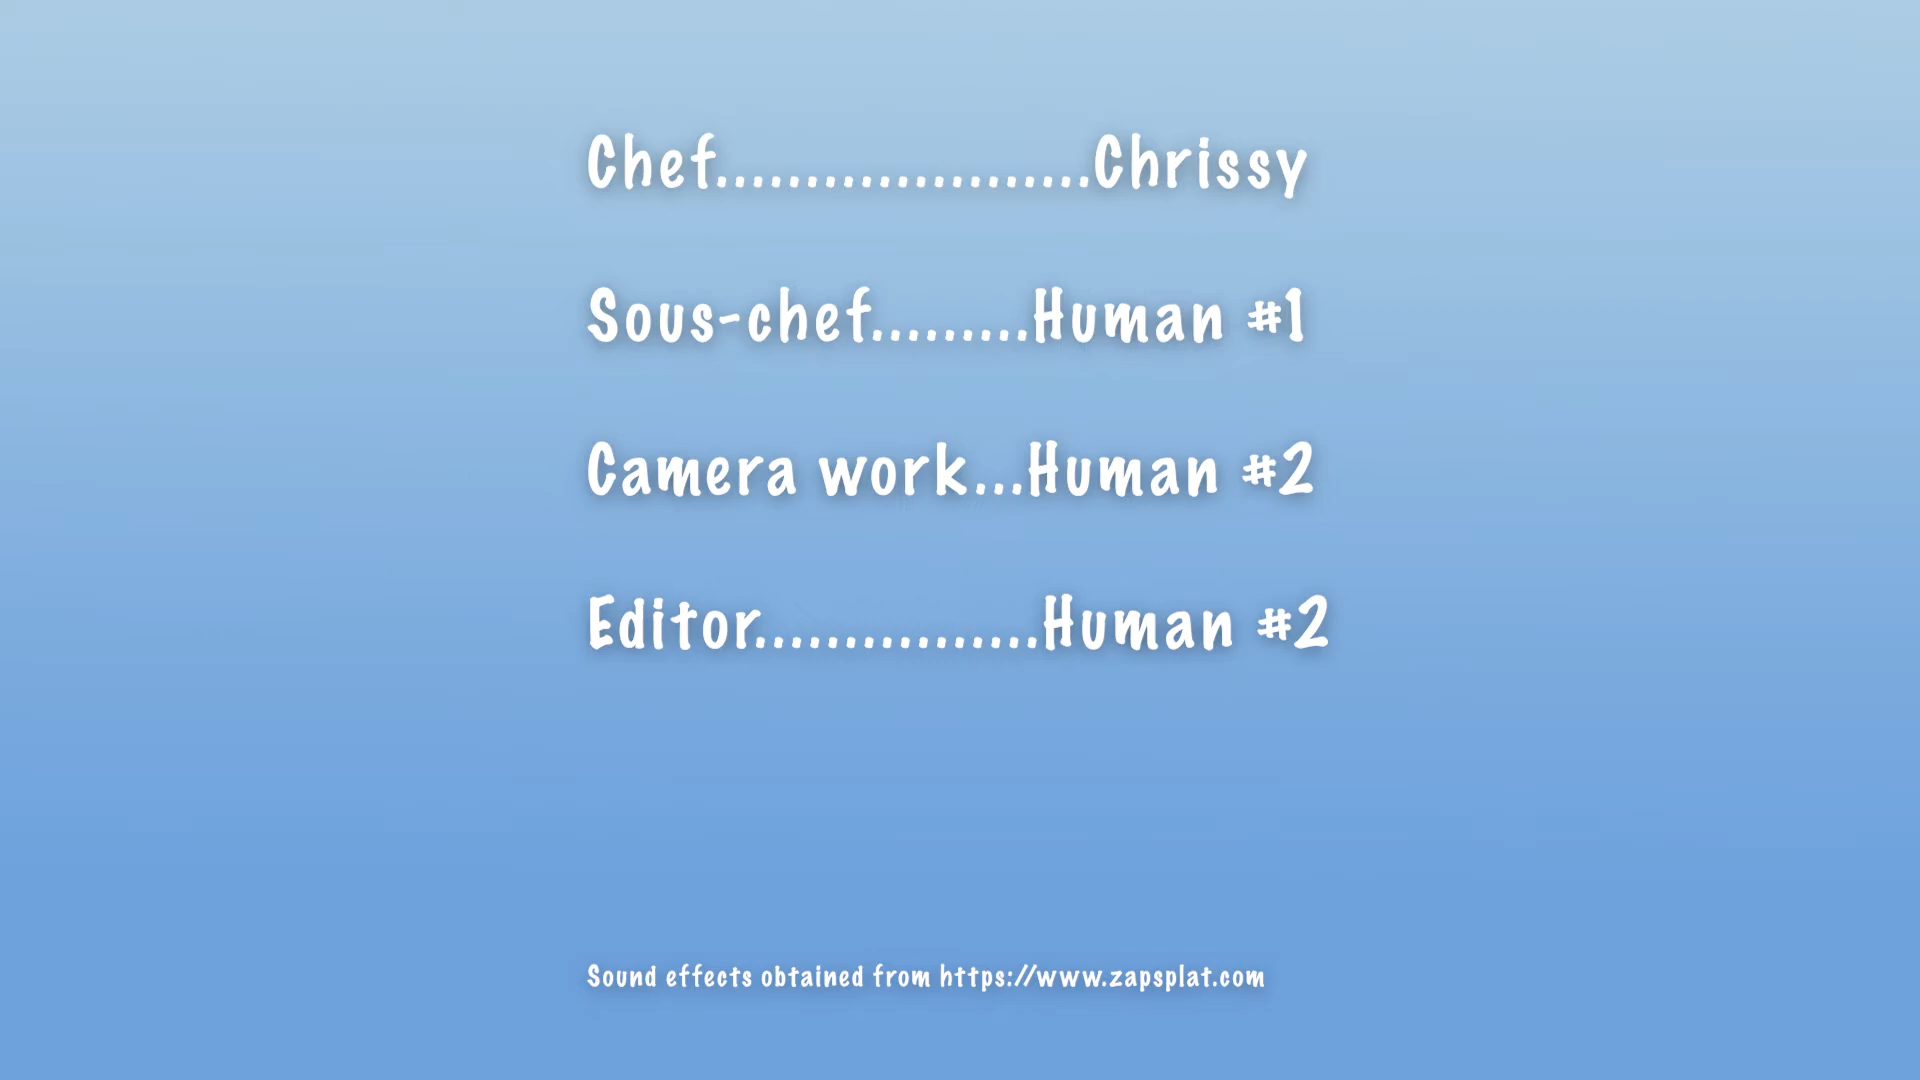 Chef.....................Chrissy
Sous-chef.........Human #1
Camera work...Human #2
Editor................Human #2
Sound effects obtained from https://www.zapsplat.com